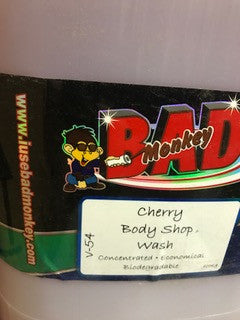 www.iusebadmonkey.com
BAD
Monkey
V-54
Cherry
Body Shop
Wash
Concentrated • Economical
Biodegradable